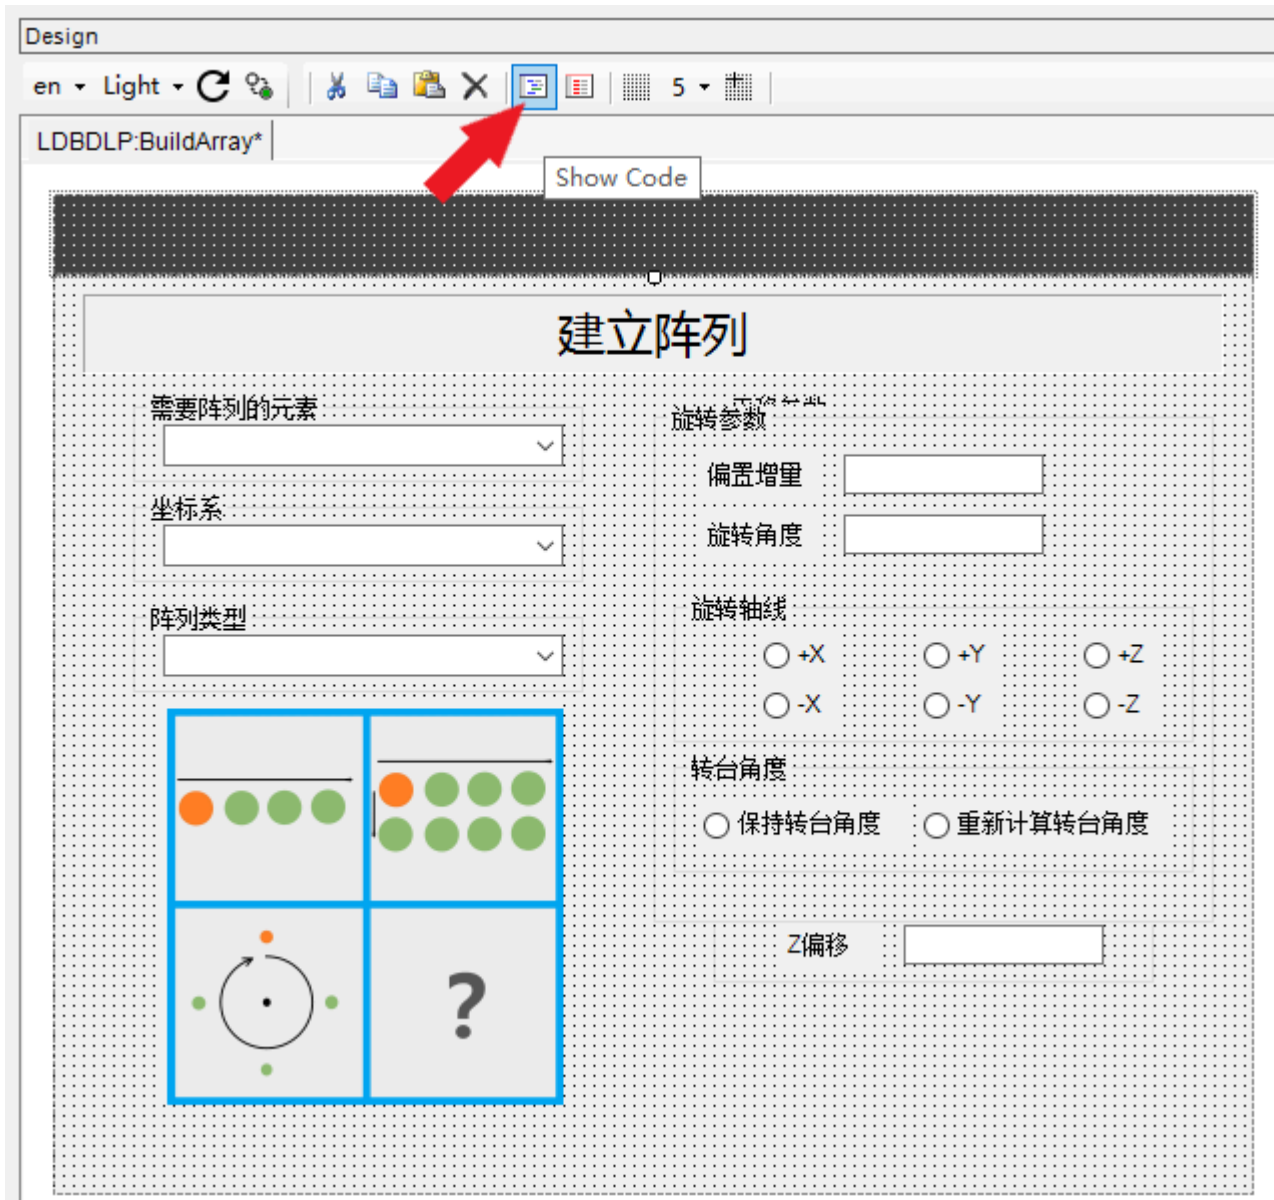 Design
en Light 5
LDBDLP:BuildArray*
Show Code
建立阵列
需要阵列的元素
旋转参数
偏置增量
坐标系
旋转角度
阵列类型
旋转轴线
+X +Y +Z
-X -Y -Z
转台角度
保持转台角度 重新计算转台角度
Z偏移
?